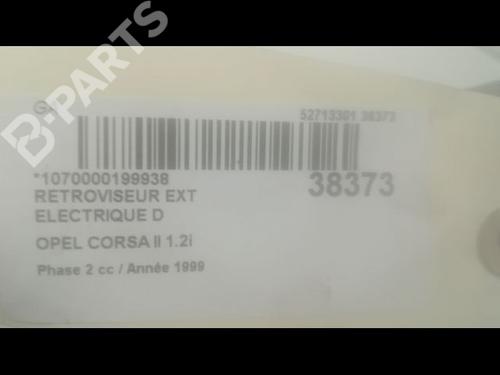 B-PARTS
52713301 38373
*1070000199938
38373
RETROVISEUR EXT
ELECTRIQUE D
OPEL CORSA II 1.2i
Phase 2 cc / Année 1999